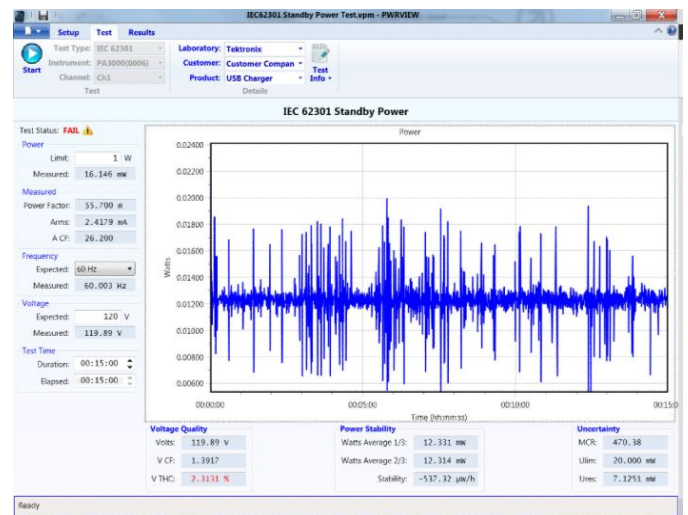 IEC62301 Standby Power Test.vpm - PWRVIEW
Setup Test Results
Start
Test Type: IEC 62301
Instrument: PA3000(0006)
Channel: Ch1
Test
Laboratory: Tektronix
Customer: Customer Compan
Product: USB Charger
Test
Info
Details
IEC 62301 Standby Power
Test Status: FAIL
Power
Limit: 1 W
Measured: 16.146 mW
Measured
Power Factor: 55.700 m
Arms: 2.4179 mA
A CF: 26.200
Frequency
Expected: 60 Hz
Measured: 60.003 Hz
Voltage
Expected: 120 V
Measured: 119.89 V
Test Time
Duration: 00:15:00
Elapsed: 00:15:00
Power
0.02400
0.02200
0.02000
0.01800
0.01600
0.01400
0.01200
0.01000
0.00800
0.00600
Watts
00:00:00 00:05:00 00:10:00 00:15:0
Time (hh:mm:ss)
Voltage Quality
Volts: 119.89 V
V CF: 1.3917
V THC: 2.3131 %
Power Stability
Watts Average 1/3: 12.331 mW
Watts Average 2/3: 12.314 mW
Stability: -537.32 µW/h
Uncertainty
MCR: 470.38
Ulim: 20.000 mW
Ures: 7.1251 mW
Ready